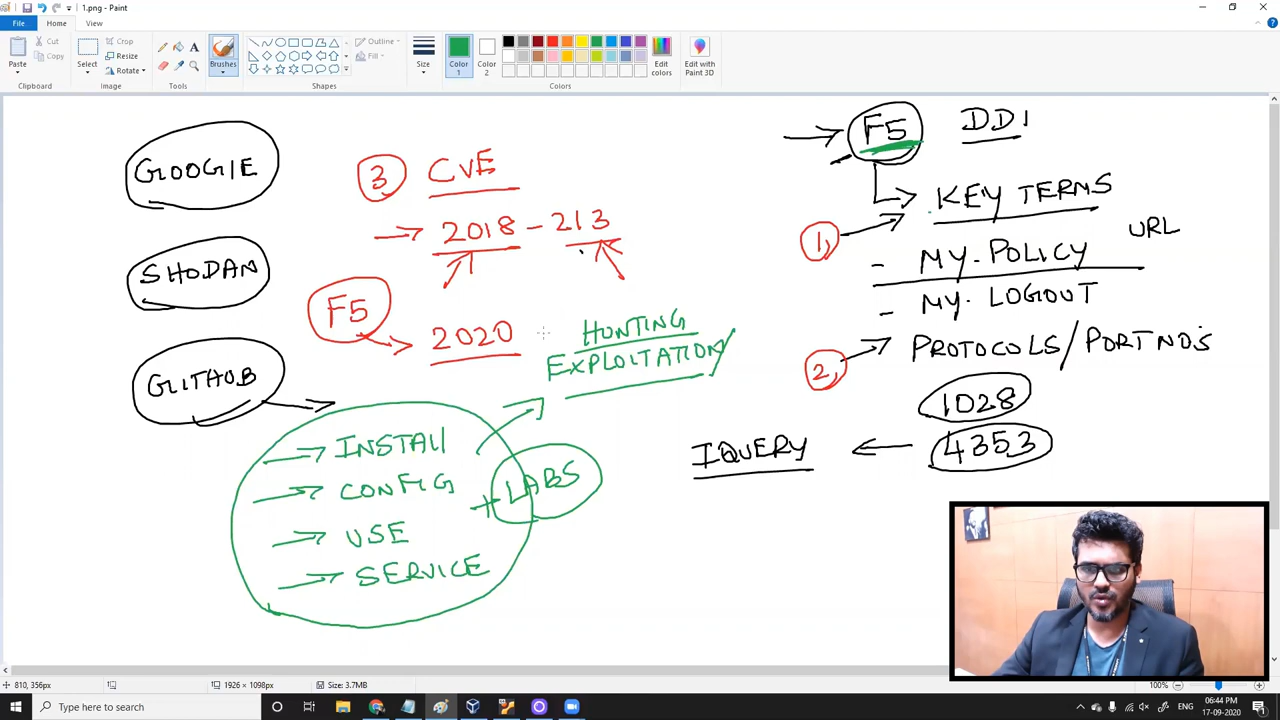 1.png - Paint
File
Home
View
Paste
Cut
Copy
Clipboard
Select
Crop
Resize
Rotate
Image
Tools
Brushes
Shapes
Outline
Fill
Size
Color 1
Color 2
Colors
Edit colors
Edit with Paint 3D
GOOGIE
SHODAN
GLITHUB
3 CVE
2018 - 213
F5
2020
HUNTING
EXPLOITATION
INSTALL
CONFIG
USE
SERVICE
+ LABS
F5 DDI
KEY TERMS
1,
MY.POLICY
URL
MY. LOGOUT
2,
PROTOCOLS/PORT NO'S
1028
4353
IQUERY
810, 356px
1926 × 1098px
Size: 3.7MB
100%
Type here to search
ENG
06:44 PM
17-09-2020